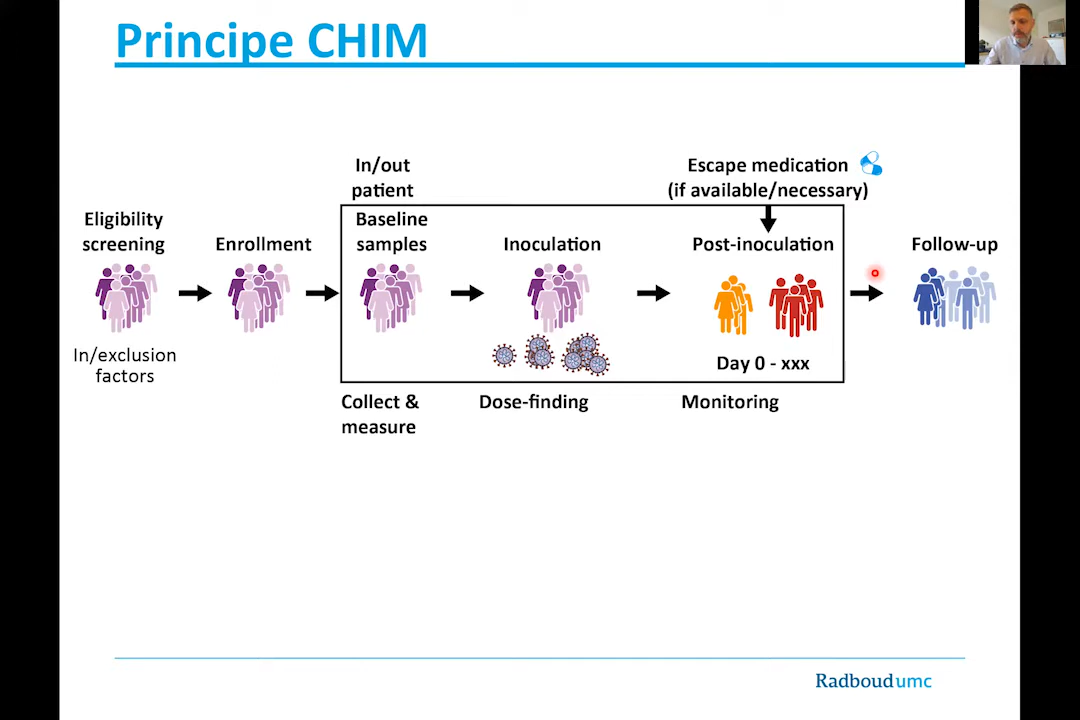 Principe CHIM
In/out
patient
Escape medication
(if available/necessary)
Eligibility
screening
Enrollment
Baseline
samples
Inoculation
Post-inoculation
Follow-up
In/exclusion
factors
Day 0 - xxx
Collect &
measure
Dose-finding
Monitoring
Radboudumc